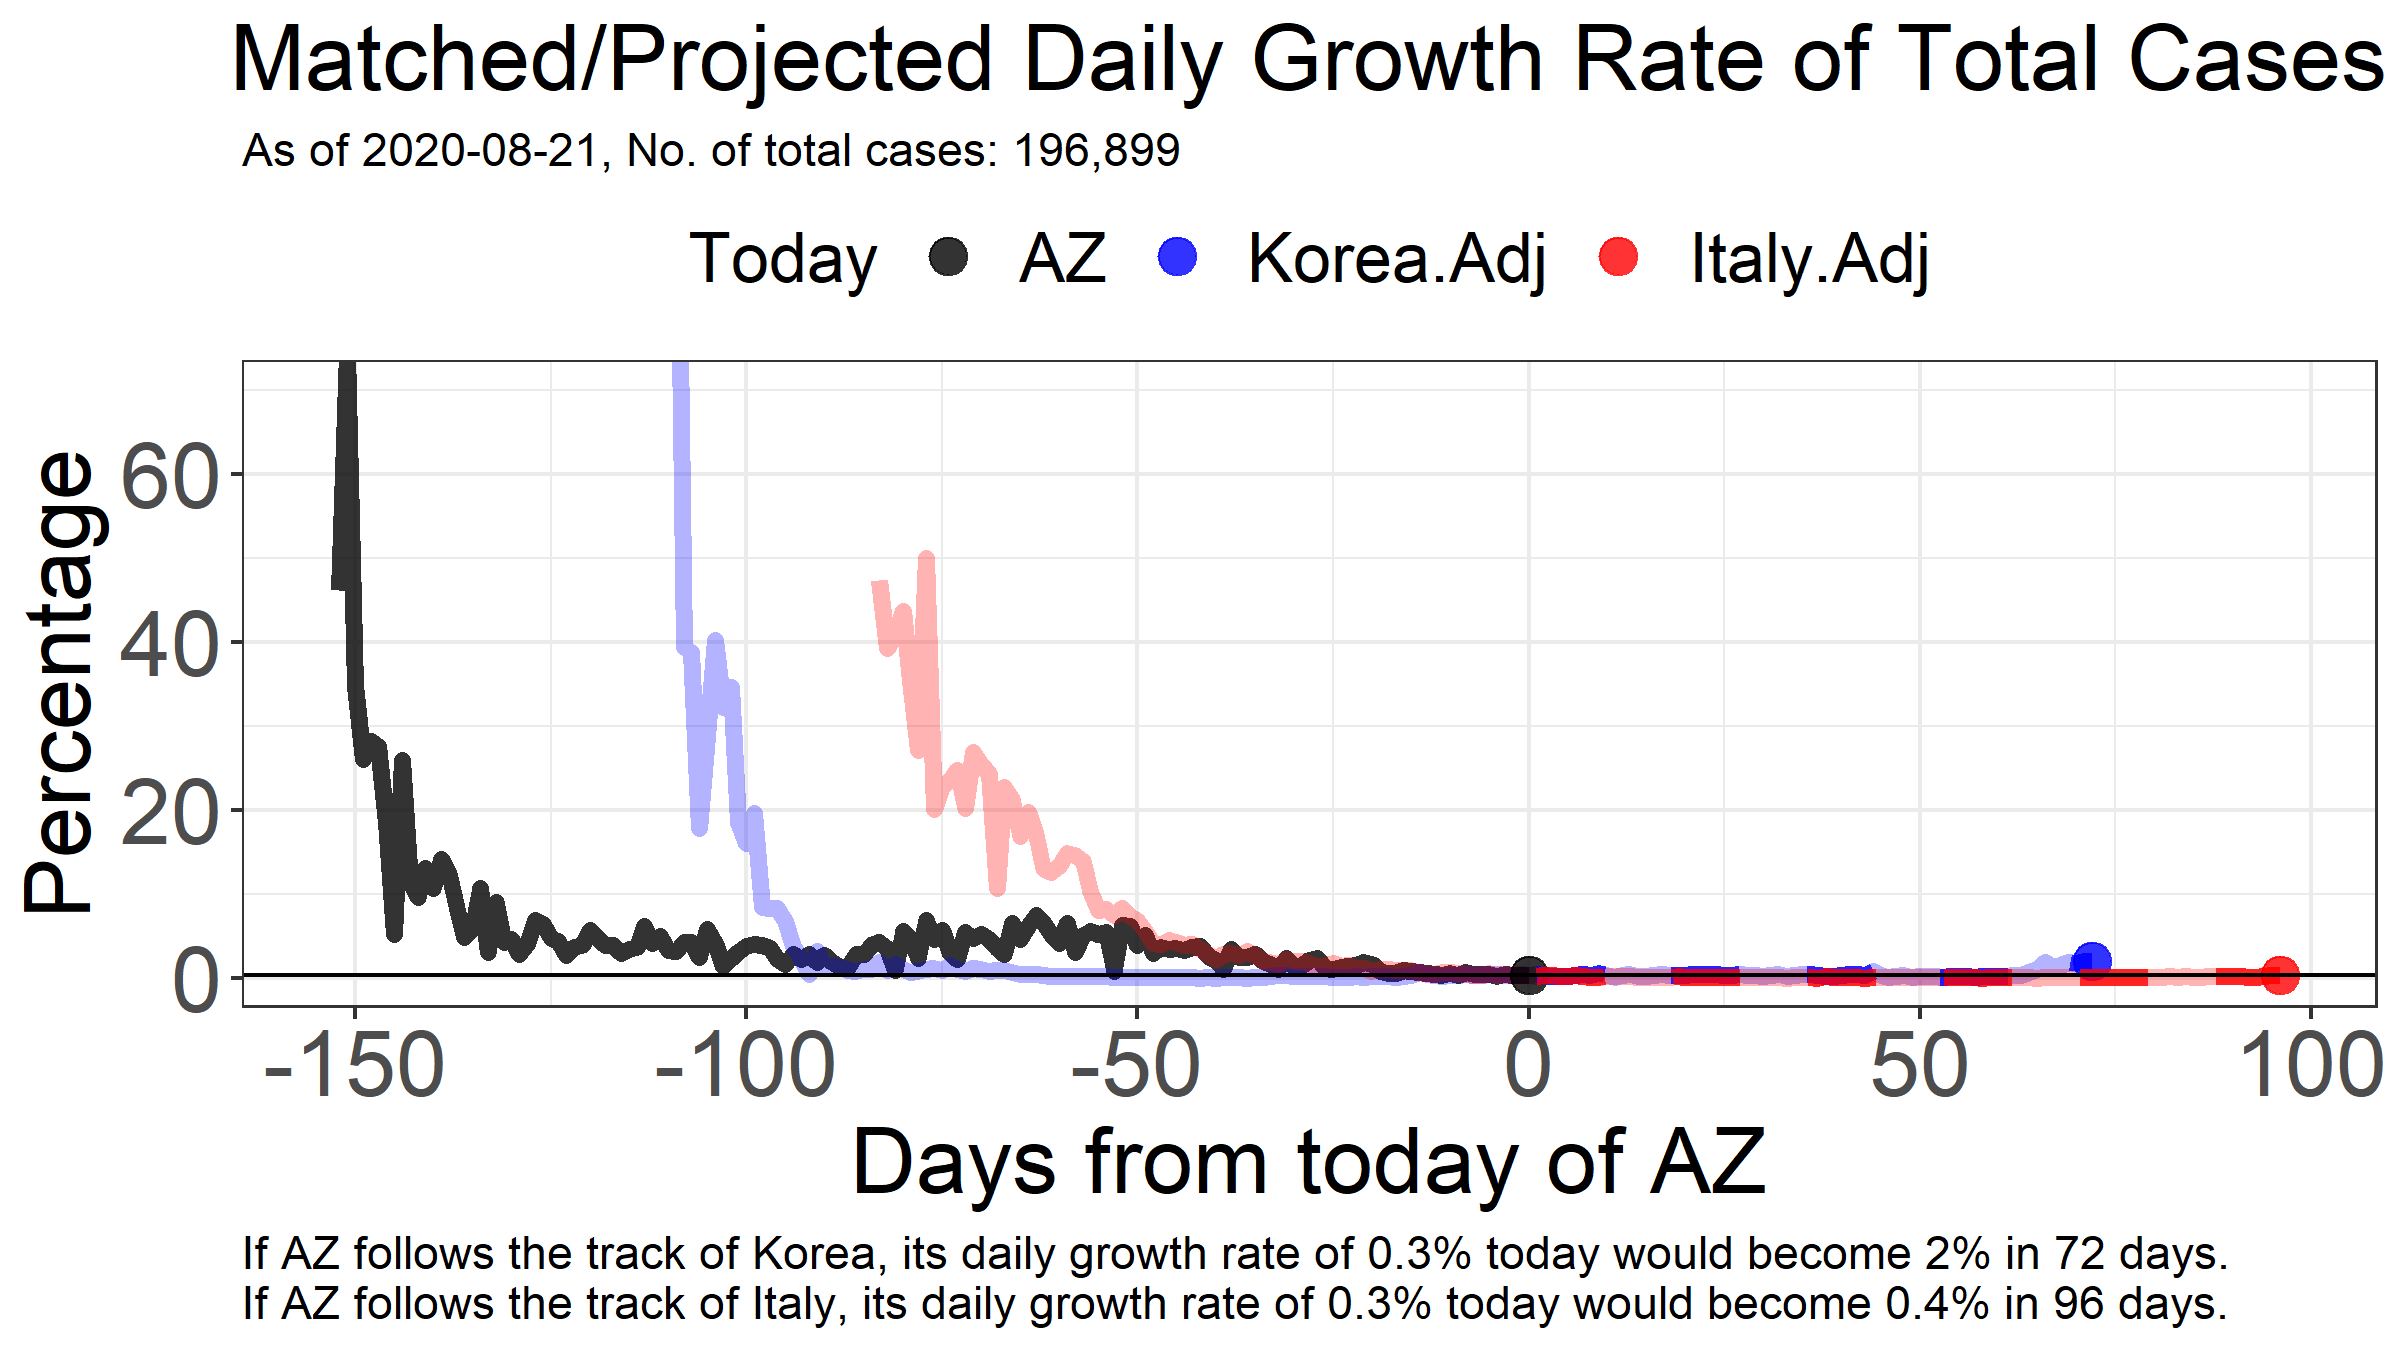 Matched/Projected Daily Growth Rate of Total Cases
As of 2020-08-21, No. of total cases: 196,899
Today AZ Korea.Adj Italy.Adj
Percentage
60
40
20
0
-150 -100 -50 0 50 100
Days from today of AZ
If AZ follows the track of Korea, its daily growth rate of 0.3% today would become 2% in 72 days.
If AZ follows the track of Italy, its daily growth rate of 0.3% today would become 0.4% in 96 days.